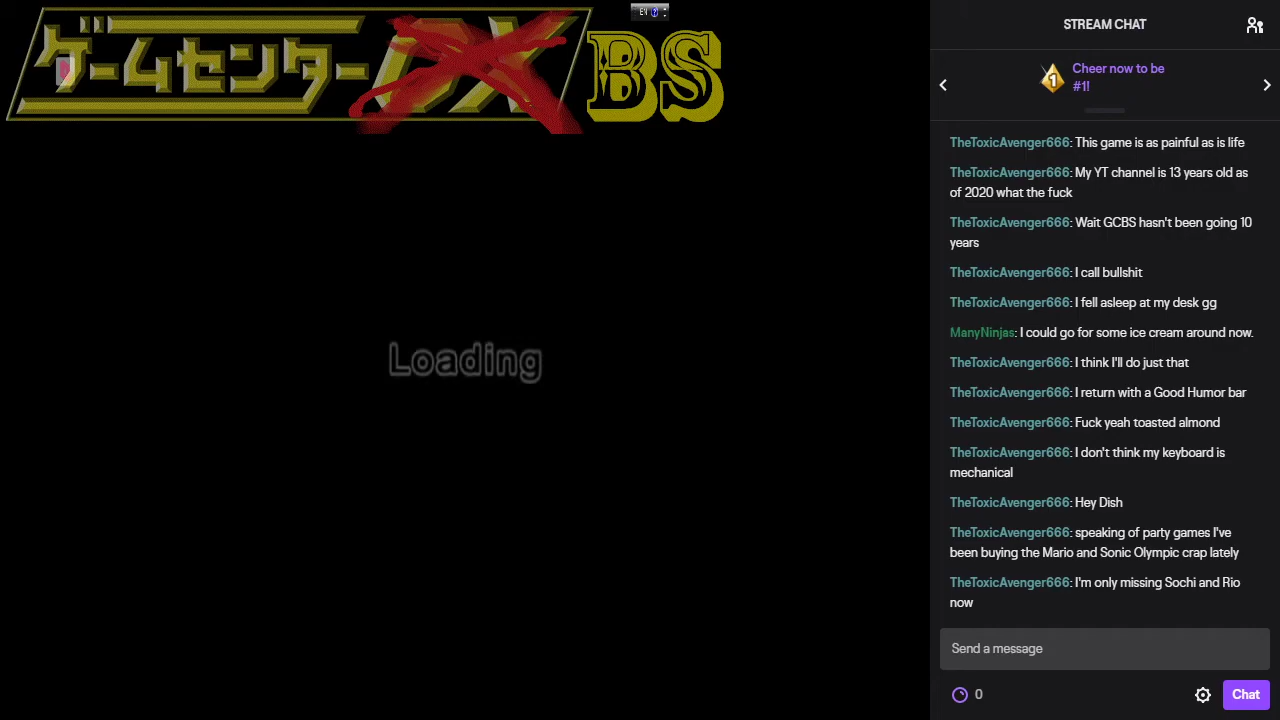 ゲームセンターDX BS
EN
STREAM CHAT
1
Cheer now to be
#1!
TheToxicAvenger666: This game is as painful as is life
TheToxicAvenger666: My YT channel is 13 years old as
of 2020 what the fuck
TheToxicAvenger666: Wait GCBS hasn't been going 10
years
TheToxicAvenger666: I call bullshit
TheToxicAvenger666: I fell asleep at my desk gg
ManyNinjas: I could go for some ice cream around now.
TheToxicAvenger666: I think I'll do just that
TheToxicAvenger666: I return with a Good Humor bar
TheToxicAvenger666: Fuck yeah toasted almond
TheToxicAvenger666: I don't think my keyboard is
mechanical
TheToxicAvenger666: Hey Dish
TheToxicAvenger666: speaking of party games I've
been buying the Mario and Sonic Olympic crap lately
TheToxicAvenger666: I'm only missing Sochi and Rio
now
Loading
Send a message
0
Chat